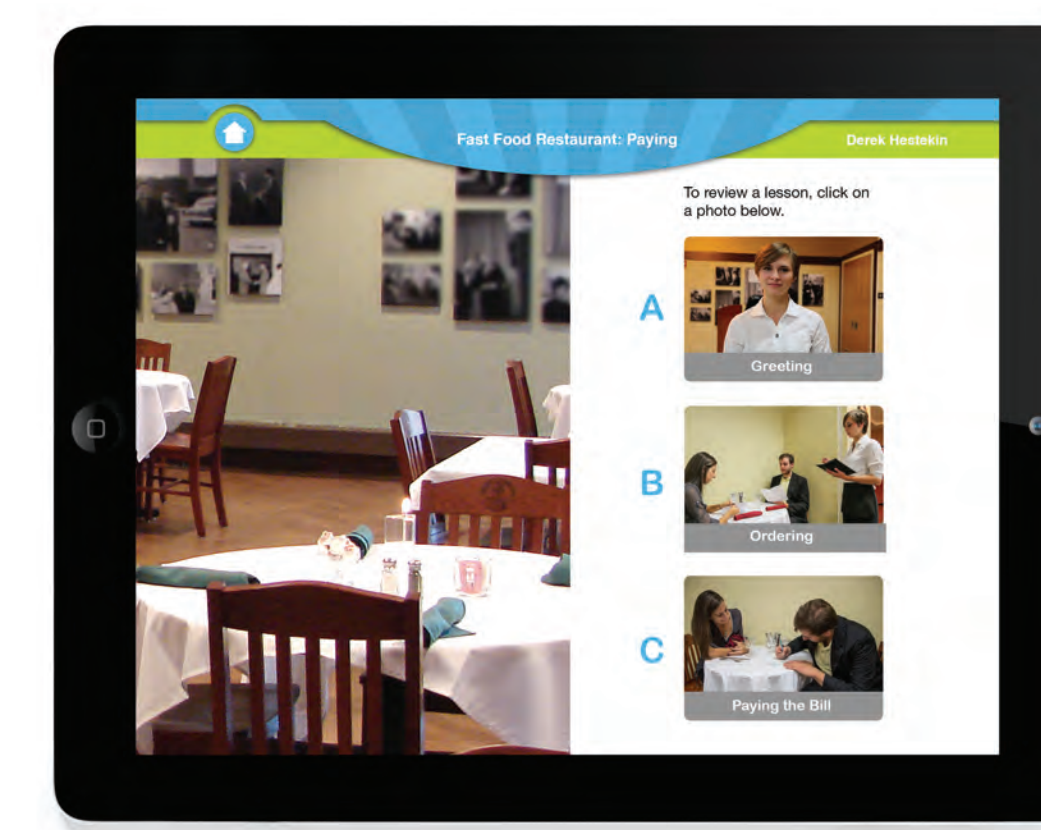 Fast Food Restaurant: Paying
Derek Hestekin
To review a lesson, click on
a photo below.
A
Greeting
B
Ordering
C
Paying the Bill